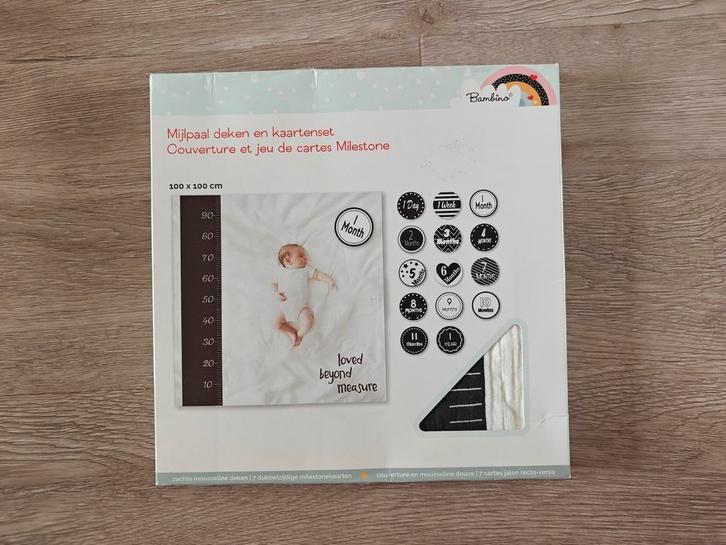 Bambino®
Mijlpaal deken en kaartenset
Couverture et jeu de cartes Milestone
100 x 100 cm
90
80
70
60
50
40
30
20
10
1
Month
loved
beyond
measure
1 Day
1 Week
1
Month
2
Months
3
Months
4
MONTHS
5
Months
6
Months
7
MONTHS
8
MONTHS
9
MONTHS
10
Months
11
Months
1
YEAR
zachte mousseline deken | 7 dubbelzijdige milestonekaarten
couverture en mousseline douce | 7 cartes jalon recto-verso